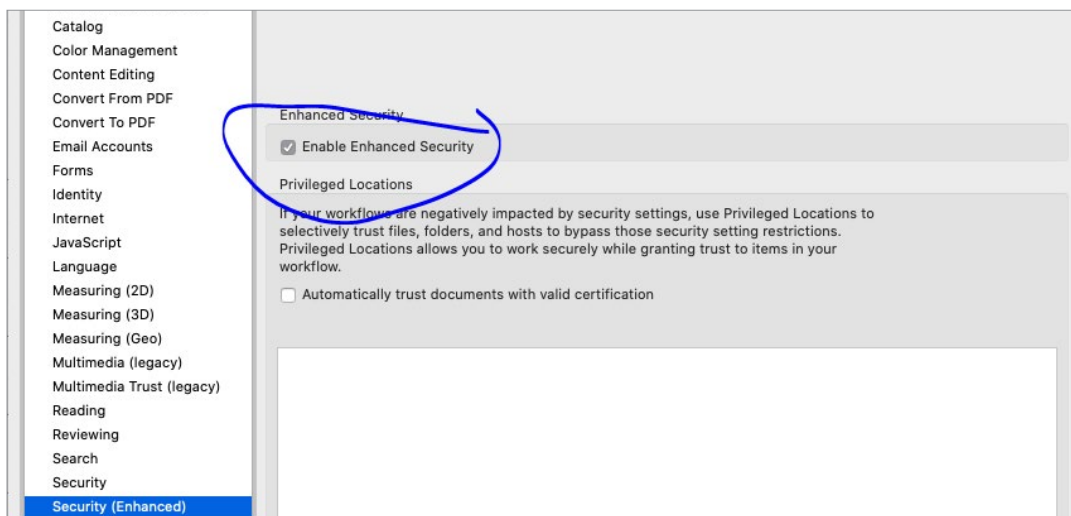 Catalog
Color Management
Content Editing
Convert From PDF
Convert To PDF
Email Accounts
Forms
Identity
Internet
JavaScript
Language
Measuring (2D)
Measuring (3D)
Measuring (Geo)
Multimedia (legacy)
Multimedia Trust (legacy)
Reading
Reviewing
Search
Security
Security (Enhanced)
Enhanced Security
Enable Enhanced Security
Privileged Locations
If your workflows are negatively impacted by security settings, use Privileged Locations to
selectively trust files, folders, and hosts to bypass those security setting restrictions.
Privileged Locations allows you to work securely while granting trust to items in your
workflow.
Automatically trust documents with valid certification